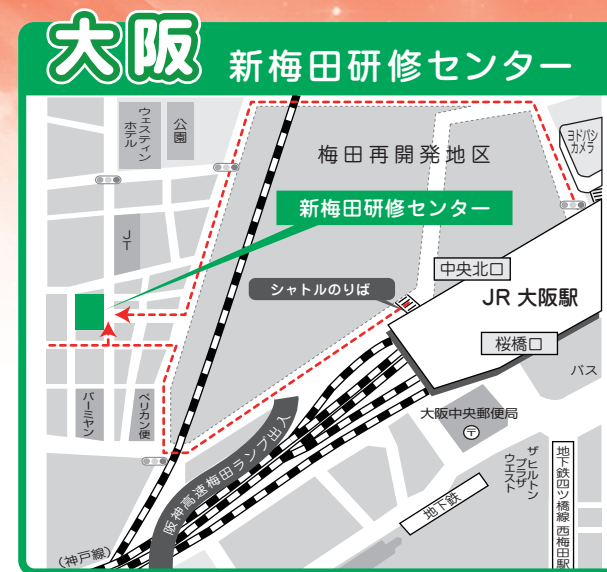 大阪 新梅田研修センター
ウェスティン
ホテル
公園
梅田再開発地区
ヨドバシ
カメラ
新梅田研修センター
JT
中央北口
シャトルのりば
JR 大阪駅
桜橋口
バス
バーミヤン
ペリカン便
大阪中央郵便局
〒
阪神高速梅田ランプ出入
ザヒルトン
プラザ
ウエスト
地下鉄四ツ橋線 西梅田駅
地下鉄
(神戸線)